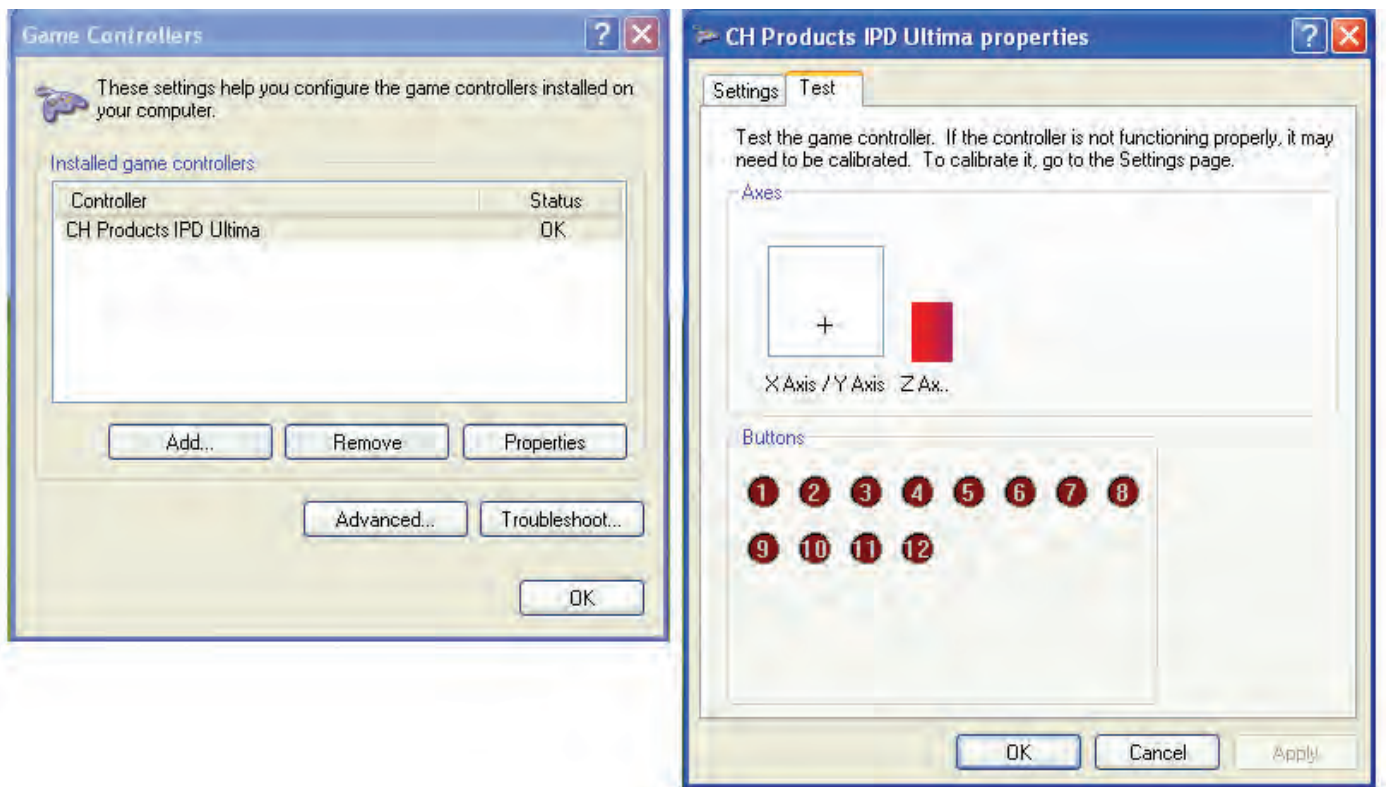 Game Controllers
These settings help you configure the game controllers installed on
your computer.
Installed game controllers
Controller Status
CH Products IPD Ultima OK
Add... Remove Properties
Advanced... Troubleshoot...
OK
CH Products IPD Ultima properties
Settings Test
Test the game controller. If the controller is not functioning properly, it may
need to be calibrated. To calibrate it, go to the Settings page.
Axes
X Axis / Y Axis Z Ax..
Buttons
1 2 3 4 5 6 7 8
9 10 11 12
OK Cancel Apply